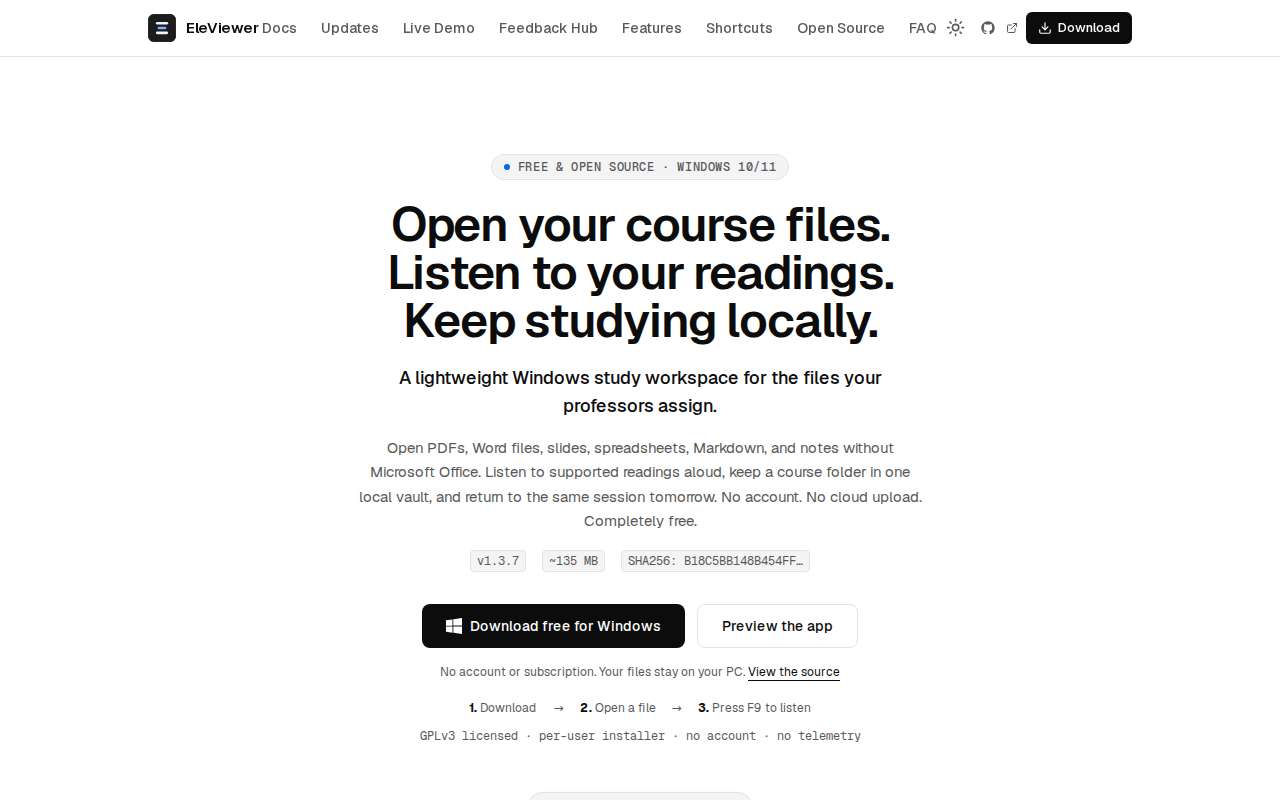 EleViewer Docs Updates Live Demo Feedback Hub Features Shortcuts Open Source FAQ Download
FREE & OPEN SOURCE · WINDOWS 10/11
Open your course files.
Listen to your readings.
Keep studying locally.
A lightweight Windows study workspace for the files your
professors assign.
Open PDFs, Word files, slides, spreadsheets, Markdown, and notes without
Microsoft Office. Listen to supported readings aloud, keep a course folder in one
local vault, and return to the same session tomorrow. No account. No cloud upload.
Completely free.
v1.3.7 ~135 MB SHA256: B18C5BB148B454FF…
Download free for Windows Preview the app
No account or subscription. Your files stay on your PC. View the source
1. Download → 2. Open a file → 3. Press F9 to listen
GPLv3 licensed · per-user installer · no account · no telemetry